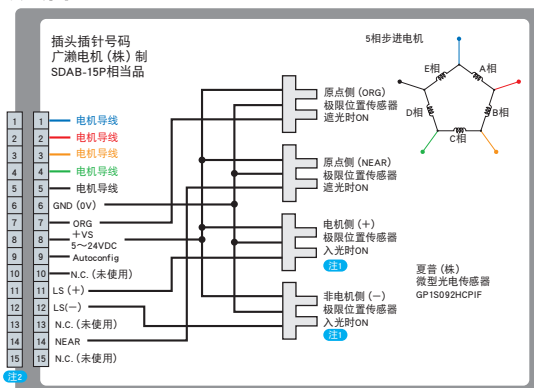 插头插针号码
广濑电机(株)制
SDAB-15P相当品
5相步进电机
E相
A相
D相
B相
C相
原点侧(ORG)
极限位置传感器
遮光时ON
原点侧(NEAR)
极限位置传感器
遮光时ON
电机侧(+)
极限位置传感器
入光时ON
注1
非电机侧(-)
极限位置传感器
入光时ON
注1
夏普(株)
微型光电传感器
GP1S092HCPIF
1 1 电机导线
2 2 电机导线
3 3 电机导线
4 4 电机导线
5 5 电机导线
6 6 GND(0V)
7 7 ORG
8 8 +VS
5~24VDC
9 9 Autoconfig
10 10 N.C.(未使用)
11 11 LS(+)
12 12 LS(-)
13 13 N.C.(未使用)
14 14 NEAR
15 15 N.C.(未使用)
注2